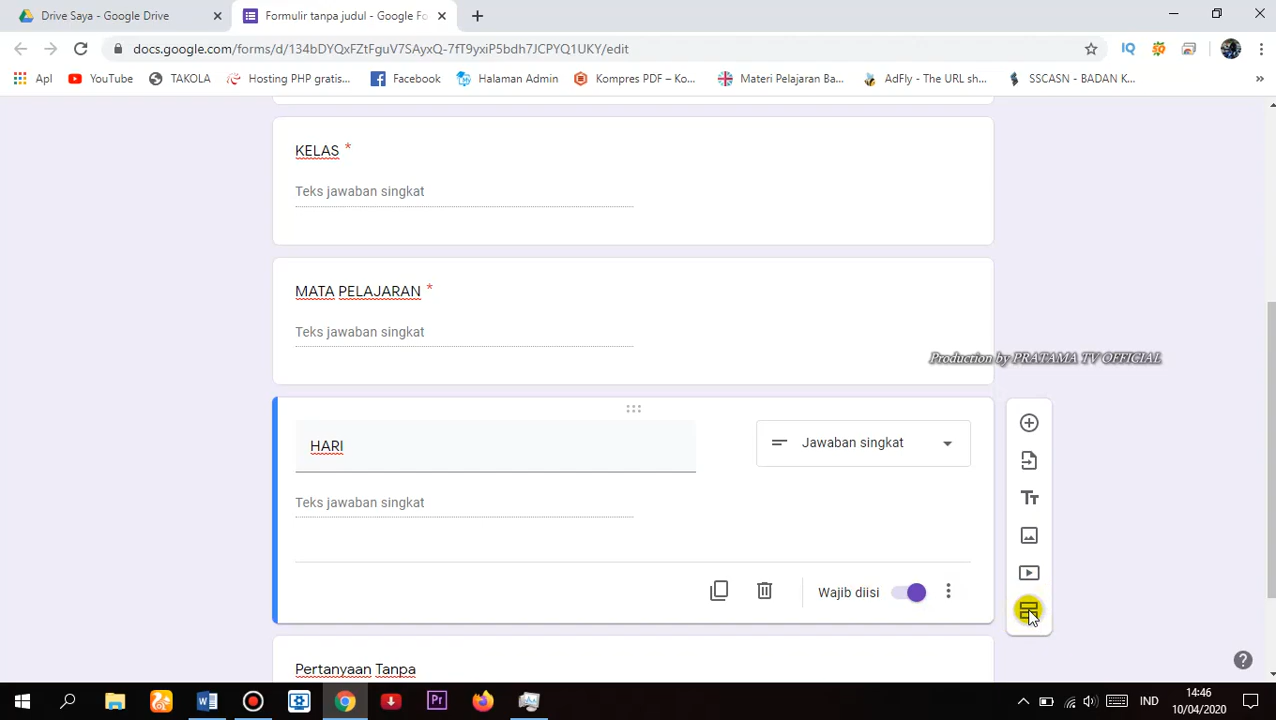 Drive Saya - Google Drive
Formulir tanpa judul - Google Fo
docs.google.com/forms/d/134bDYQxFZtFguV7SAyxQ-7fT9yxiP5bdh7JCPYQ1UKY/edit
IQ
Apl
YouTube
TAKOLA
Hosting PHP gratis...
Facebook
Halaman Admin
Kompres PDF – Ko...
Materi Pelajaran Ba...
AdFly - The URL sh...
SSCASN - BADAN K...
»
KELAS *
Teks jawaban singkat
MATA PELAJARAN *
Teks jawaban singkat
Production by PRATAMA TV OFFICIAL
HARI
Jawaban singkat
Teks jawaban singkat
Wajib diisi
Pertanyaan Tanpa
IND
14:46
10/04/2020